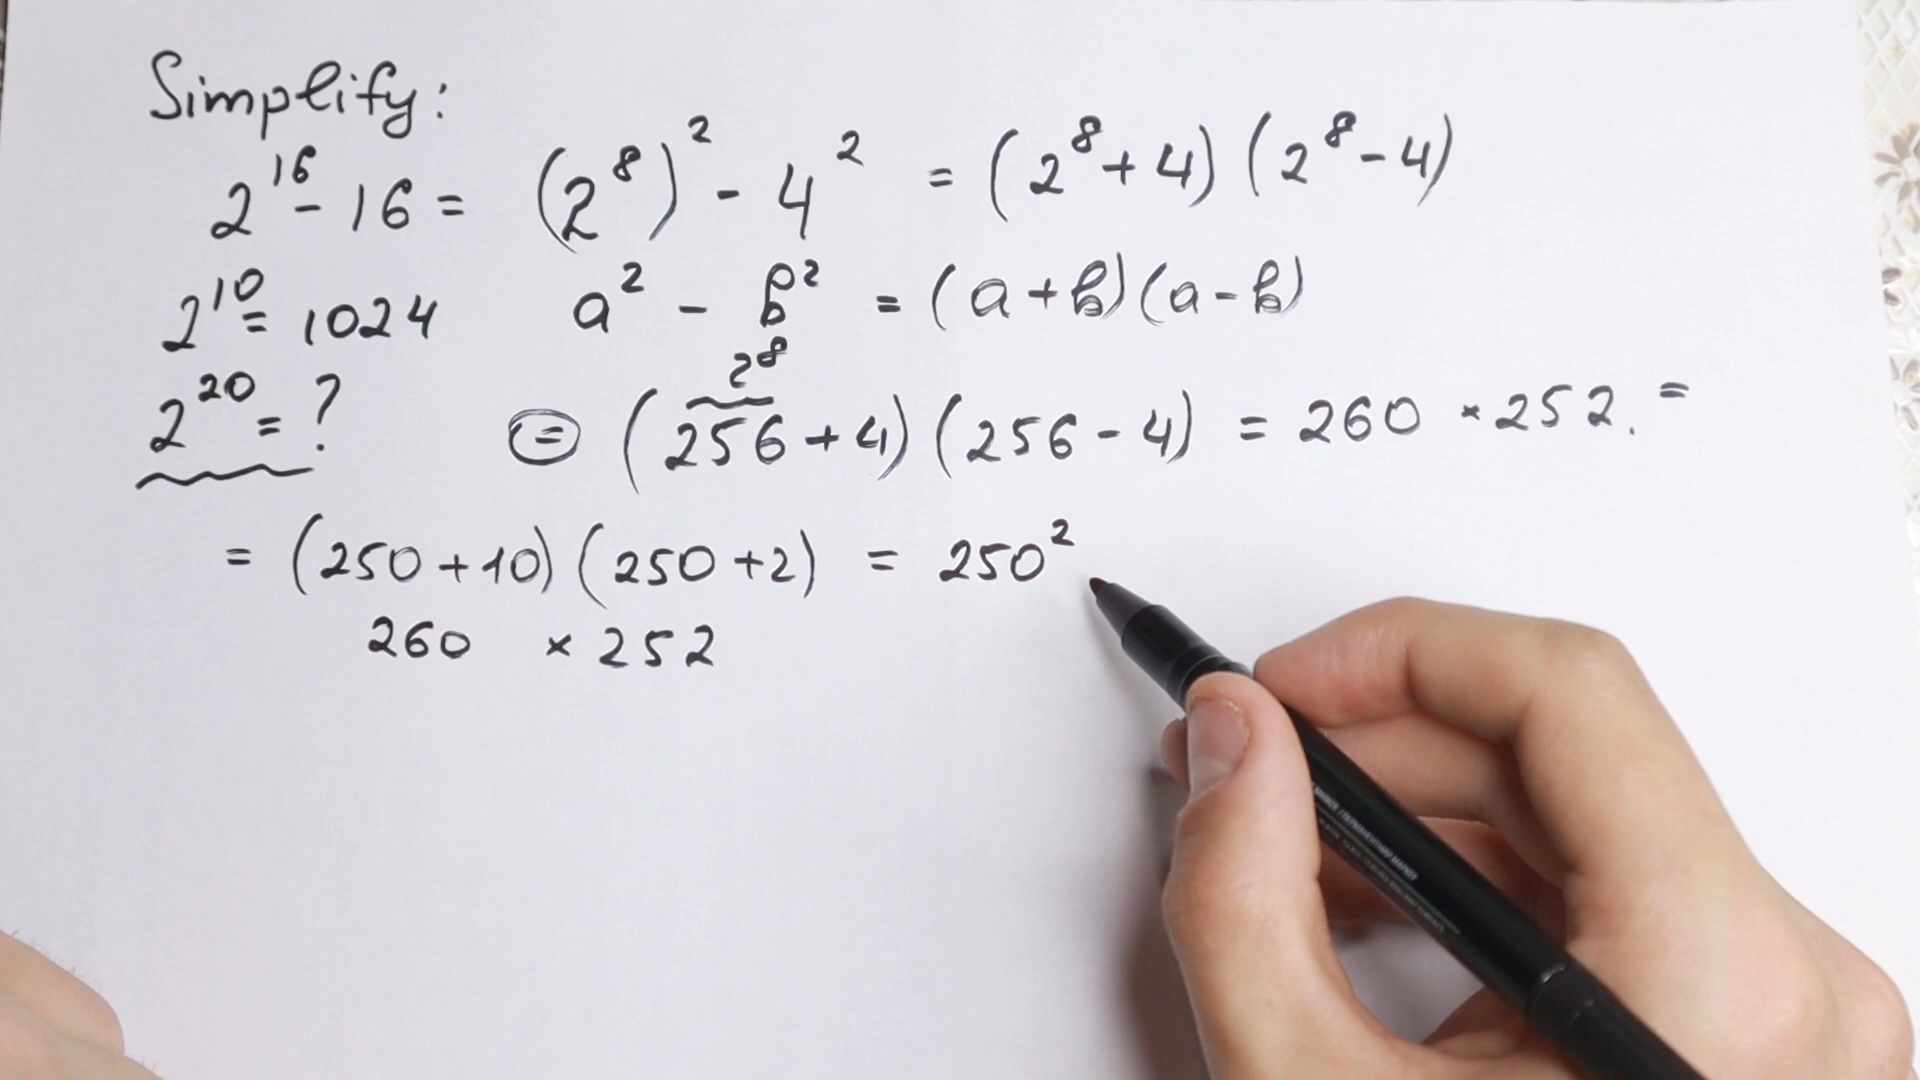 Simplify:
2^16 - 16 = (2^8)^2 - 4^2 = (2^8 + 4)(2^8 - 4)
2^10 = 1024 a^2 - b^2 = (a + b)(a - b)
2^20 = ?
2^8
= (256 + 4)(256 - 4) = 260 × 252. =
= (250 + 10)(250 + 2) = 250^2
260 × 252